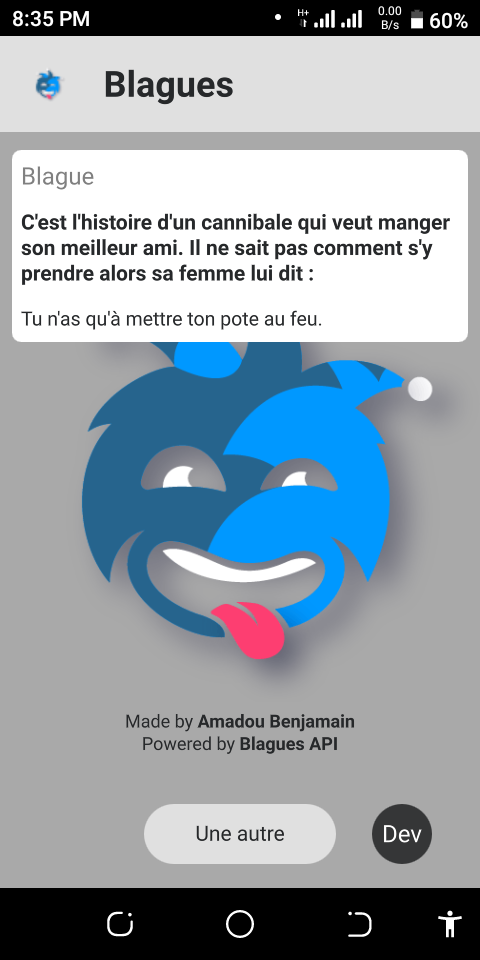 8:35 PM
H+
0.00
B/s
60%
Blagues
Blague
C'est l'histoire d'un cannibale qui veut manger
son meilleur ami. Il ne sait pas comment s'y
prendre alors sa femme lui dit :
Tu n'as qu'à mettre ton pote au feu.
Made by Amadou Benjamain
Powered by Blagues API
Une autre
Dev